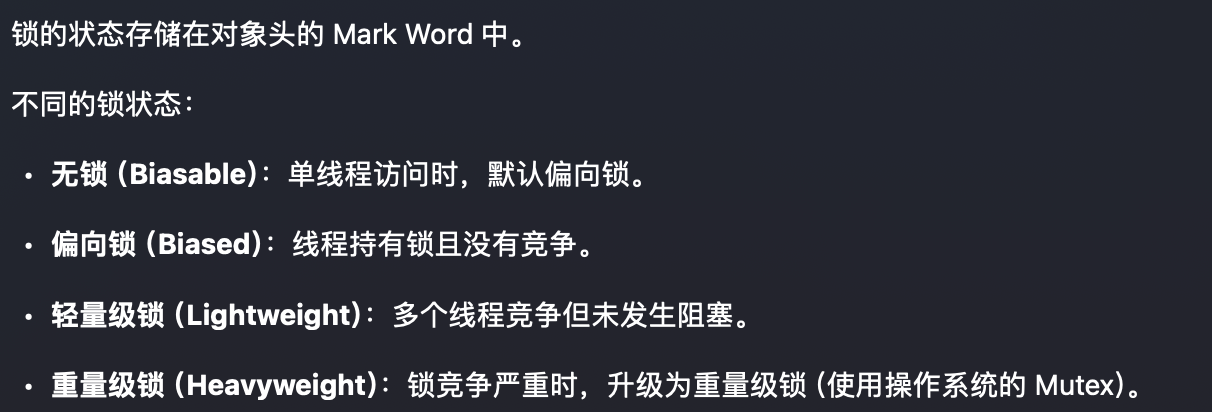 锁的状态存储在对象头的 Mark Word 中。
不同的锁状态：
• 无锁（Biasable）：单线程访问时，默认偏向锁。
• 偏向锁（Biased）：线程持有锁且没有竞争。
• 轻量级锁（Lightweight）：多个线程竞争但未发生阻塞。
• 重量级锁（Heavyweight）：锁竞争严重时，升级为重量级锁（使用操作系统的 Mutex）。